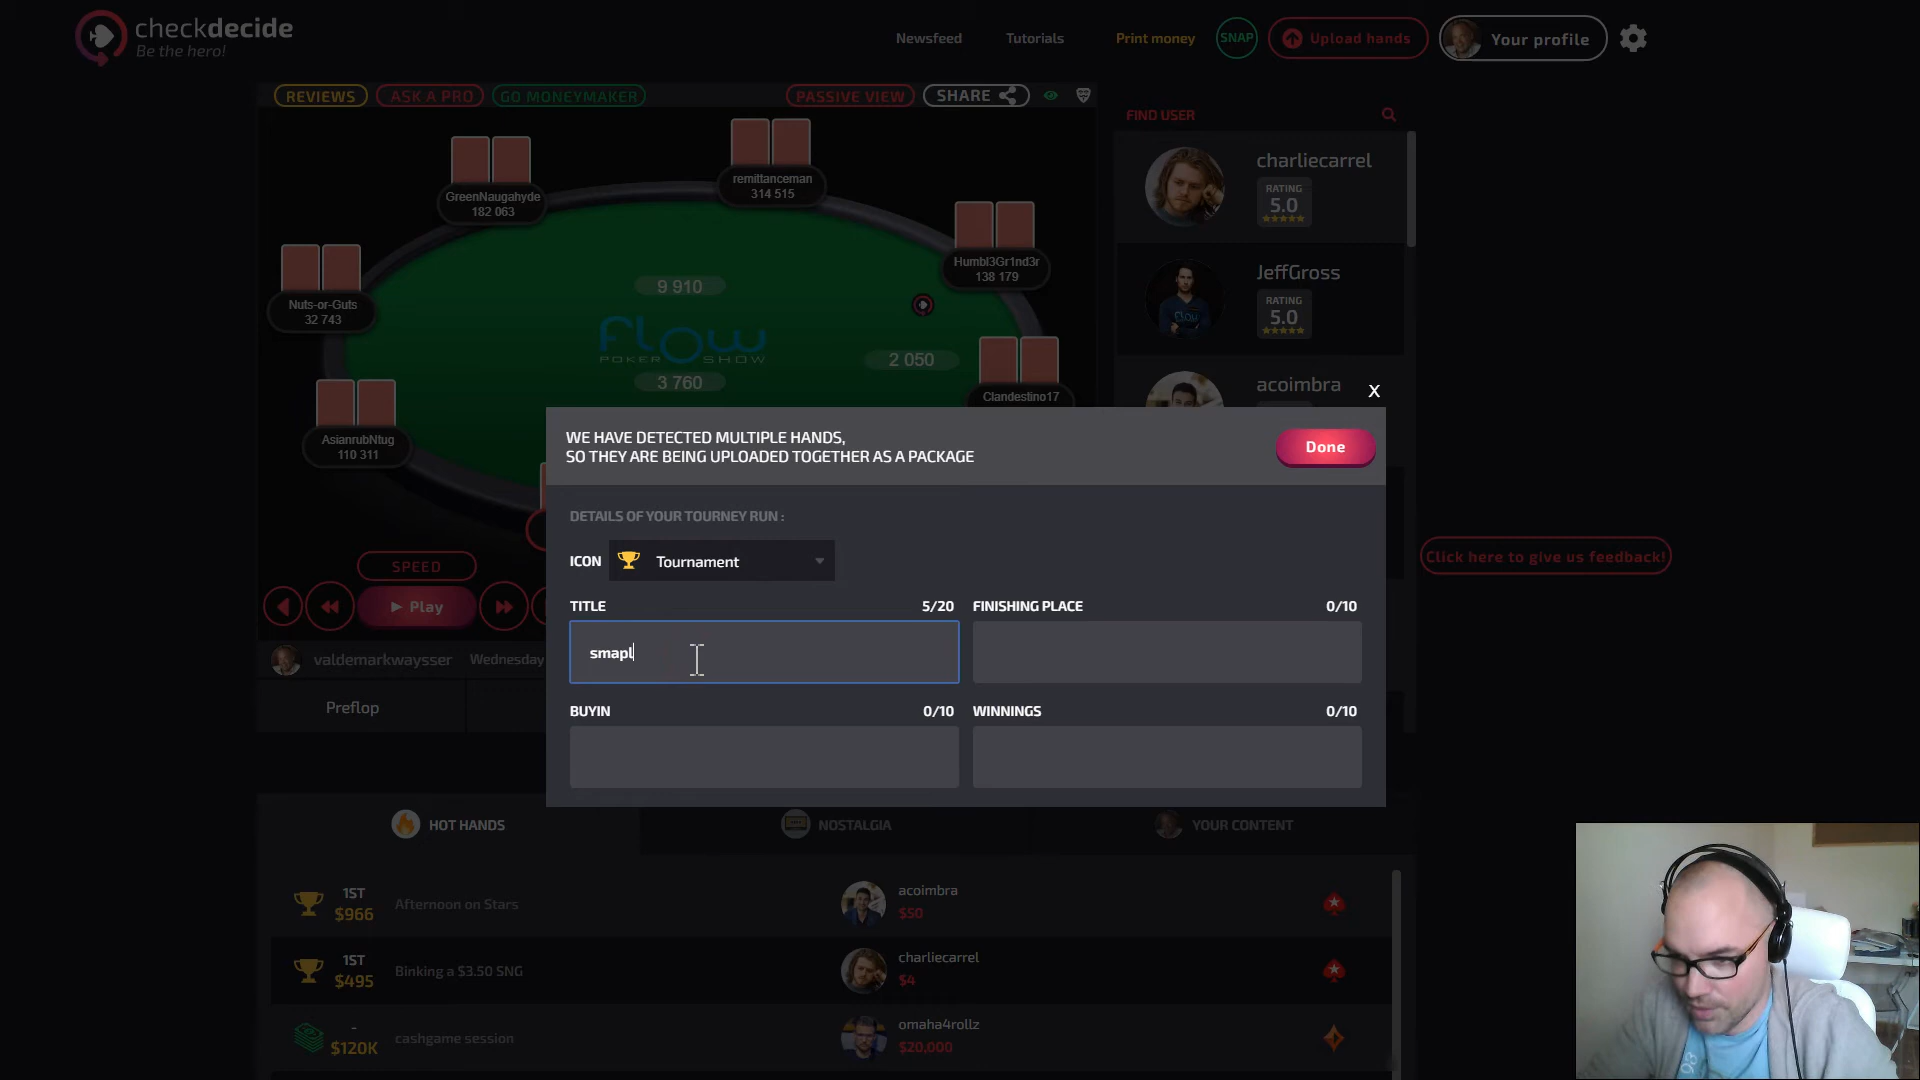 checkdecide
Be the hero!
Newsfeed
Tutorials
Print money
SNAP
Upload hands
Your profile
REVIEWS
ASK A PRO
GO MONEYMAKER
PASSIVE VIEW
SHARE
FIND USER
remittanceman
314 515
GreenNaugahyde
182 063
Humbl3Gr1nd3r
138 179
Nuts-or-Guts
32 743
Clandestino17
AsianrubNtug
110 311
9 910
flow
POKER SHOW
2 050
3 760
charliecarrel
RATING
5.0
JeffGross
RATING
5.0
acoimbra
X
WE HAVE DETECTED MULTIPLE HANDS,
SO THEY ARE BEING UPLOADED TOGETHER AS A PACKAGE
Done
DETAILS OF YOUR TOURNEY RUN :
ICON
Tournament
TITLE
5/20
FINISHING PLACE
0/10
smapl
BUYIN
0/10
WINNINGS
0/10
Click here to give us feedback!
SPEED
Play
valdemarkwaysser
Wednesday
Preflop
HOT HANDS
NOSTALGIA
YOUR CONTENT
1ST
$966
Afternoon on Stars
acoimbra
$50
1ST
$495
Binking a $3.50 SNG
charliecarrel
$4
-
$120K
cashgame session
omaha4rollz
$20,000